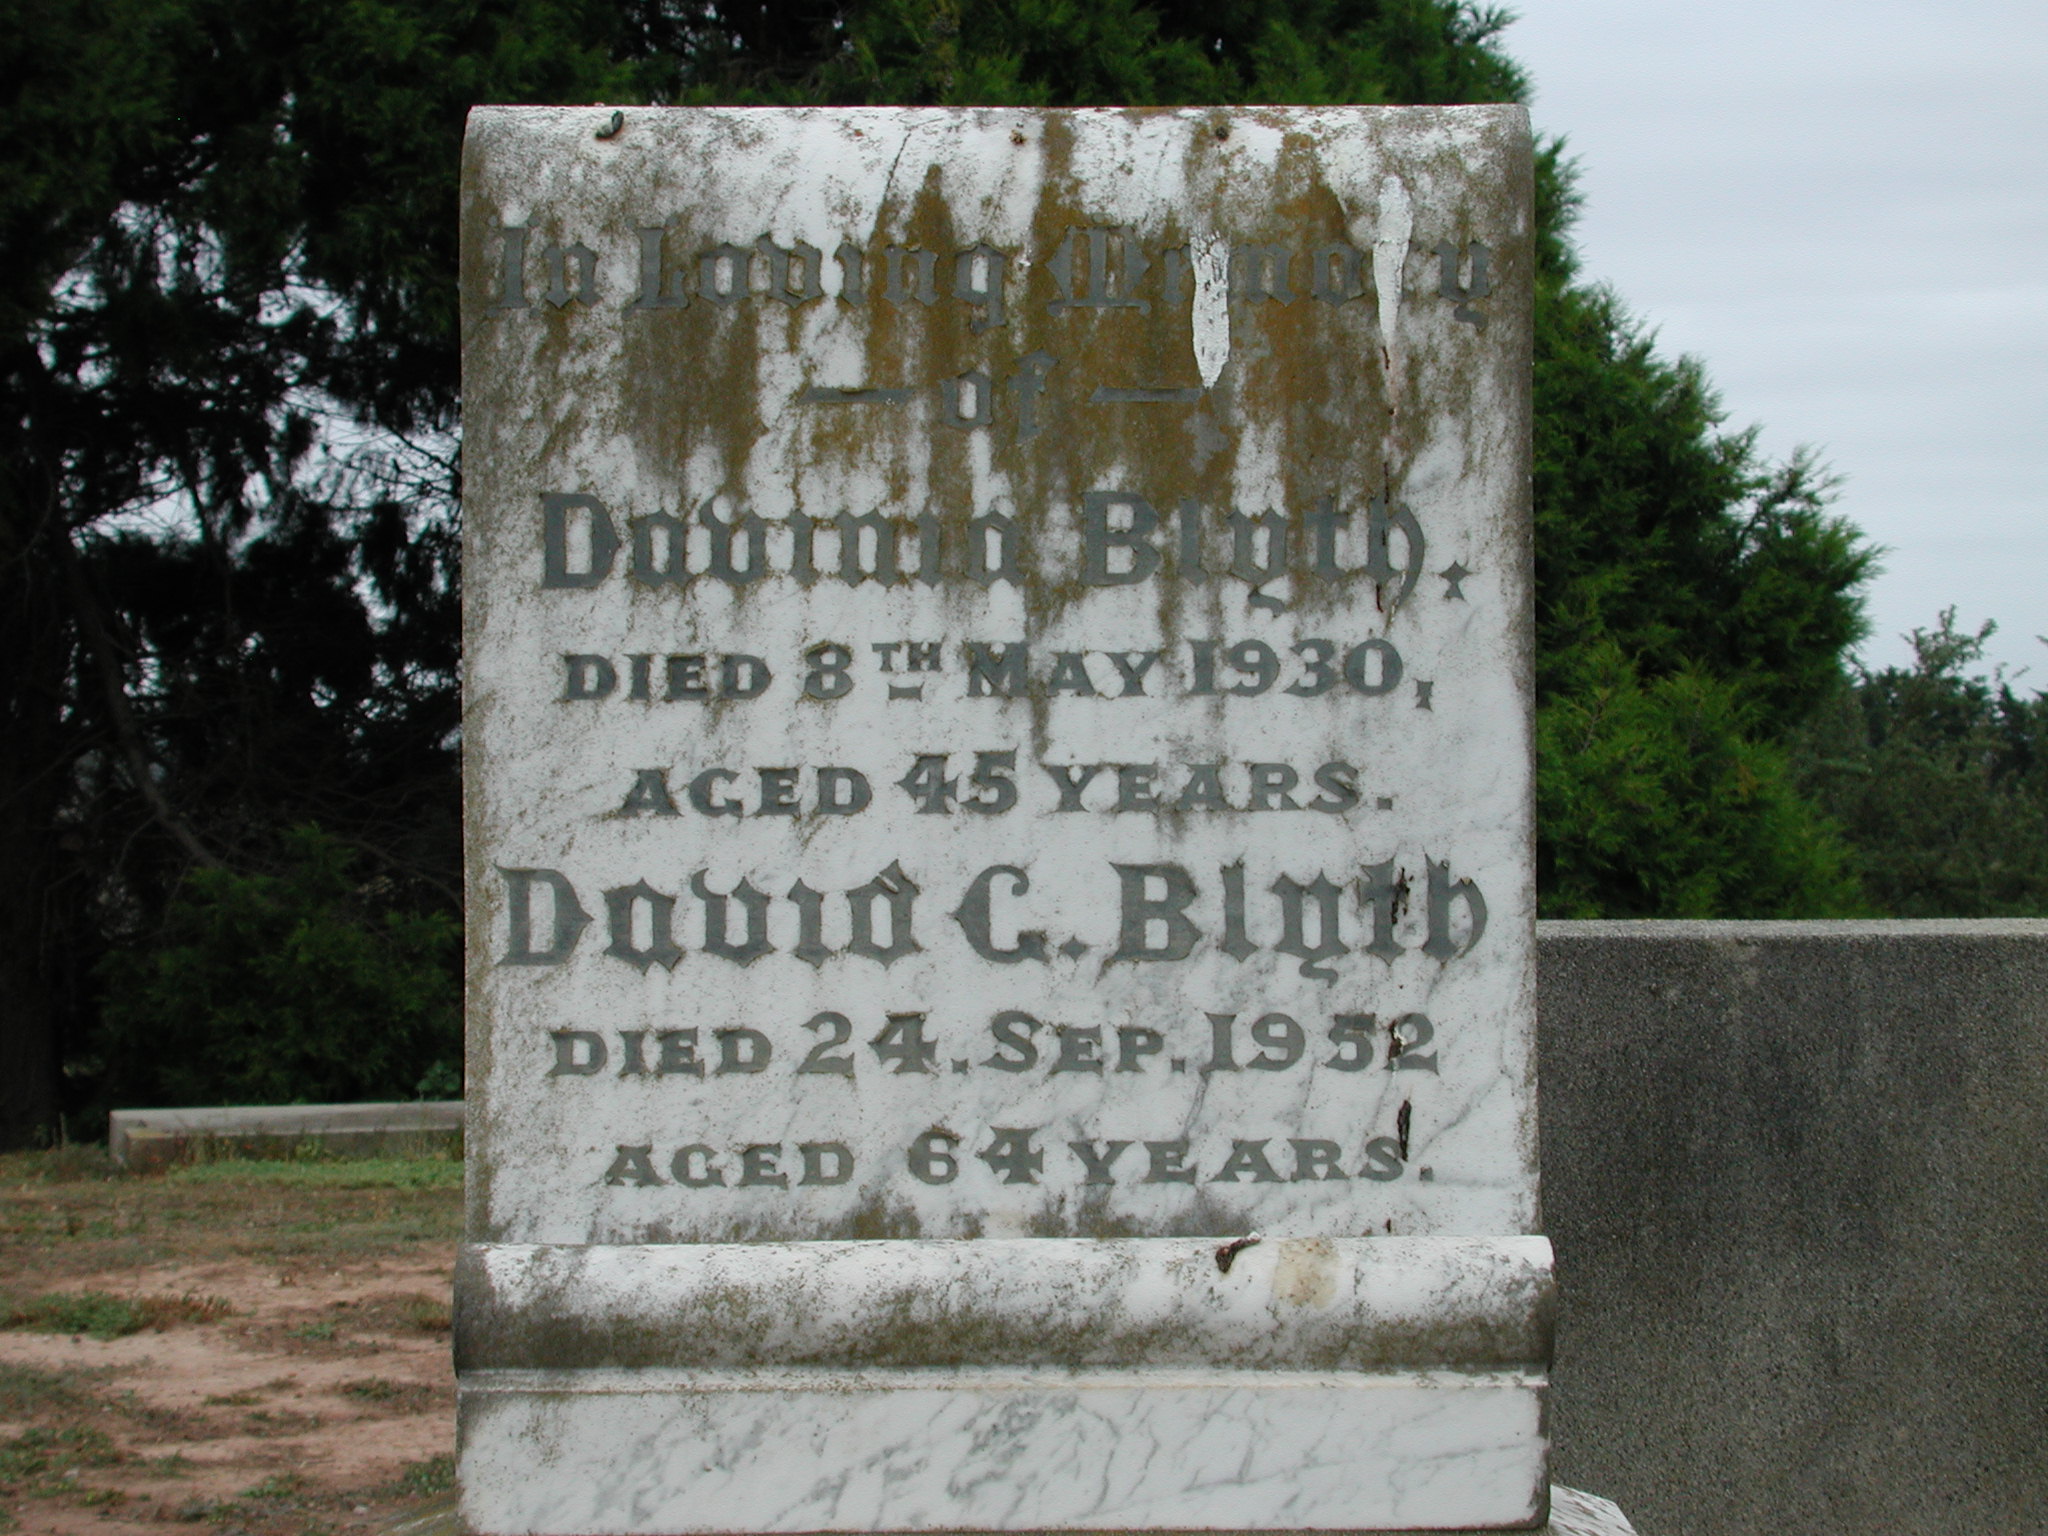 In Loving Memory
— of —
Davinia Blyth,
DIED 8TH MAY 1930,
AGED 45 YEARS.
David C. Blyth
DIED 24. SEP. 1952
AGED 64 YEARS.